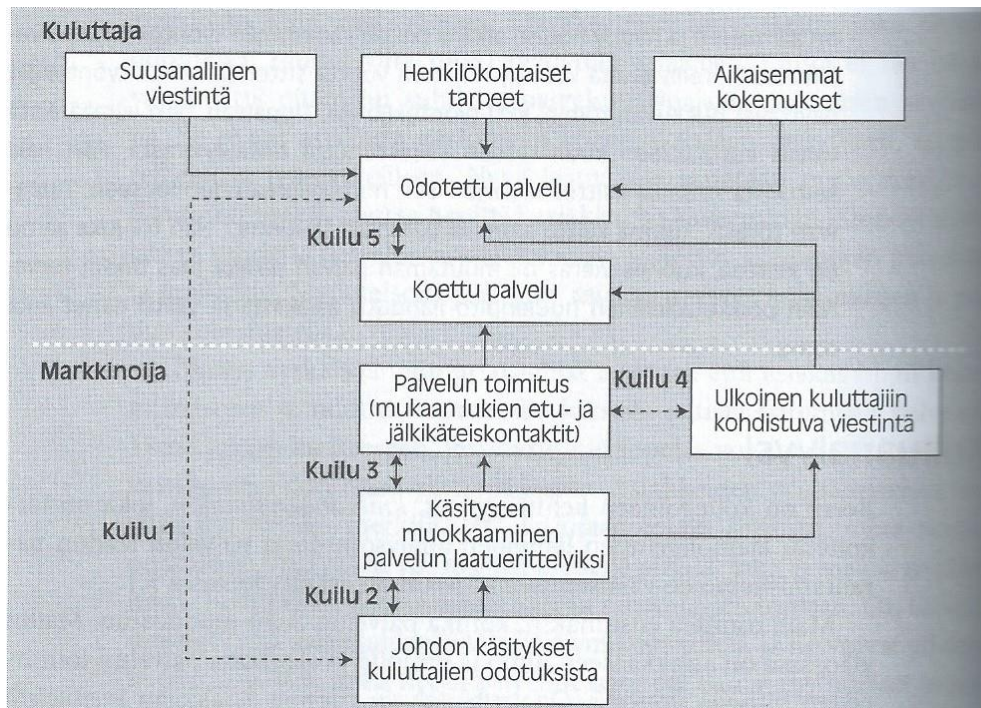 Kuluttaja
Suusanallinen
viestintä
Henkilökohtaiset
tarpeet
Aikaisemmat
kokemukset
Odotettu palvelu
Kuilu 5
Koettu palvelu
Markkinoija
Palvelun toimitus
(mukaan lukien etu- ja
jälkikäteiskontaktit)
Kuilu 4
Ulkoinen kuluttajiin
kohdistuva viestintä
Kuilu 3
Käsitysten
muokkaaminen
palvelun laatuerittelyiksi
Kuilu 1
Kuilu 2
Johdon käsitykset
kuluttajien odotuksista